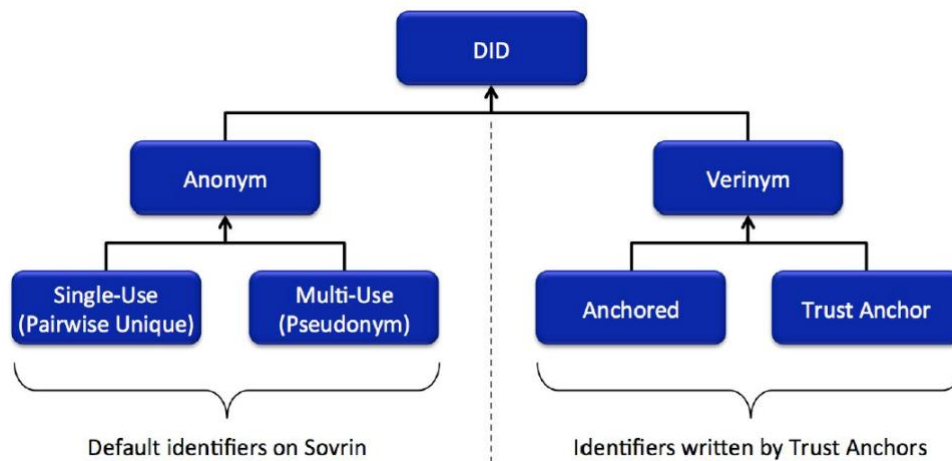 DID
Anonym
Verinym
Single-Use
(Pairwise Unique)
Multi-Use
(Pseudonym)
Anchored
Trust Anchor
Default identifiers on Sovrin
Identifiers written by Trust Anchors